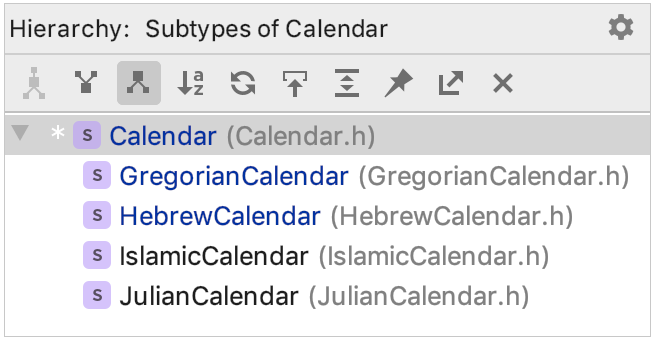 Hierarchy: Subtypes of Calendar
a
z
* S Calendar (Calendar.h)
S GregorianCalendar (GregorianCalendar.h)
S HebrewCalendar (HebrewCalendar.h)
S IslamicCalendar (IslamicCalendar.h)
S JulianCalendar (JulianCalendar.h)